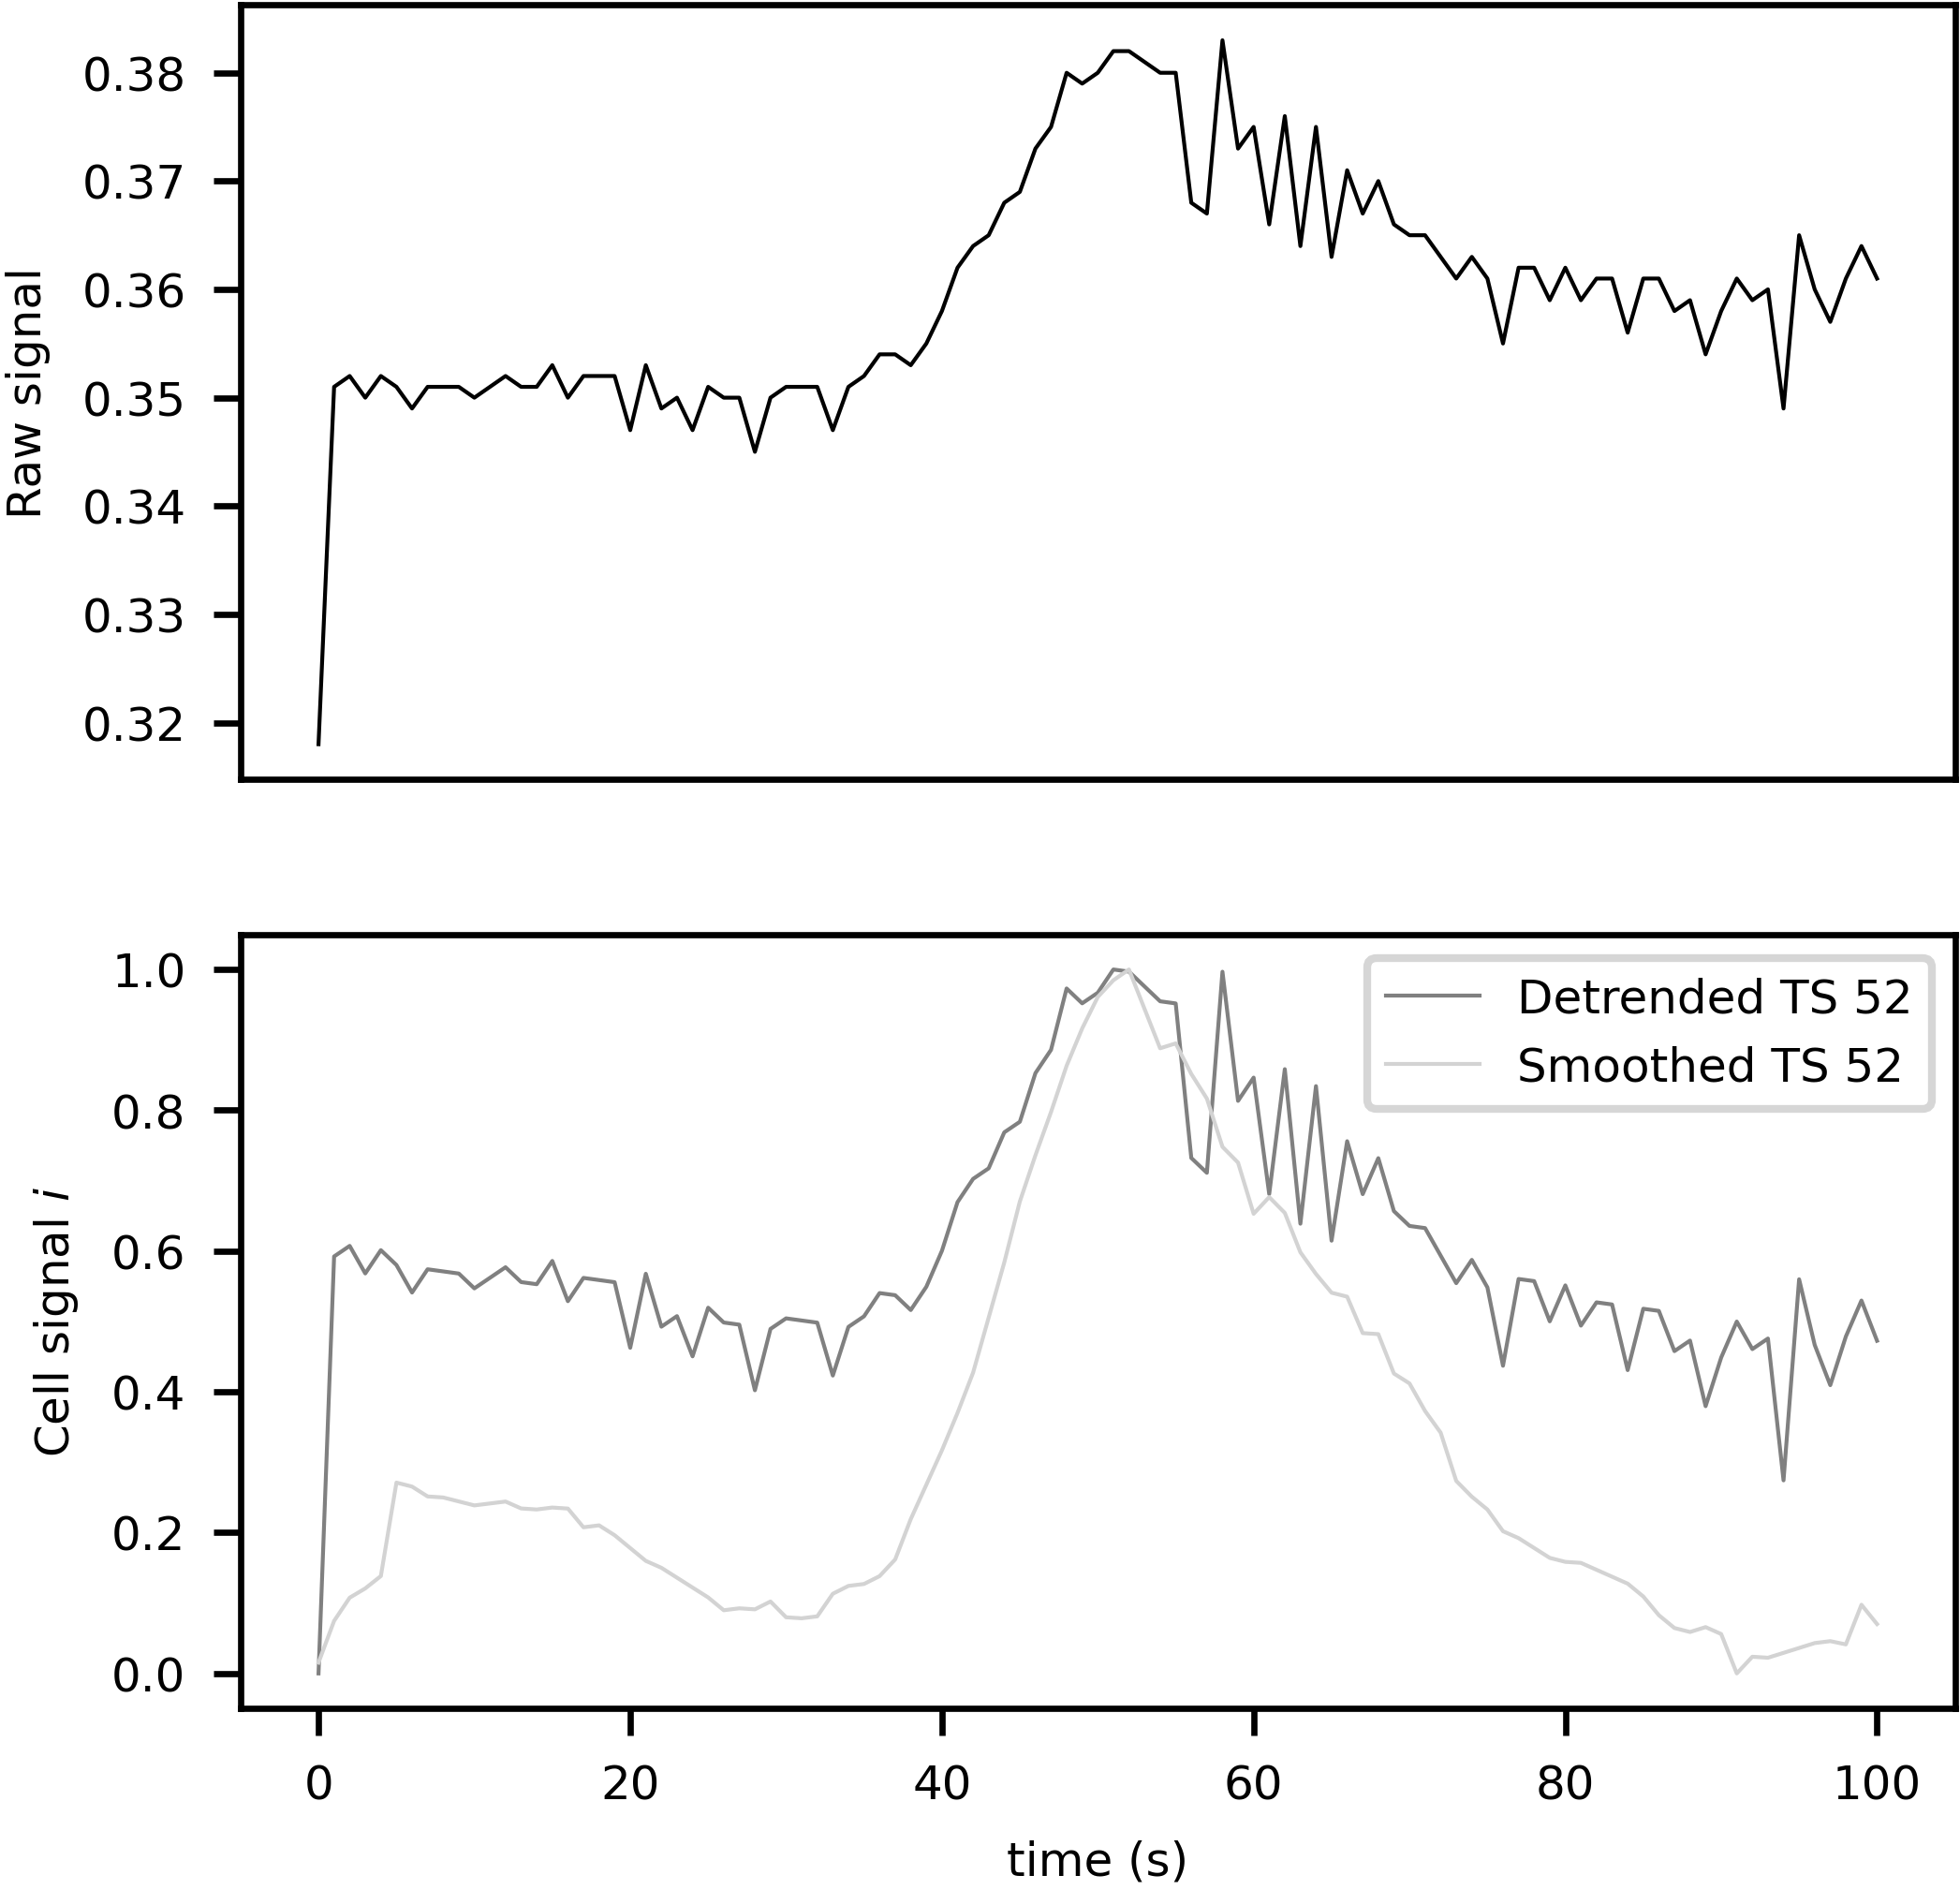 Raw signal
0.38
0.37
0.36
0.35
0.34
0.33
0.32
Cell signal i
1.0
0.8
0.6
0.4
0.2
0.0
Detrended TS 52
Smoothed TS 52
0 20 40 60 80 100
time (s)